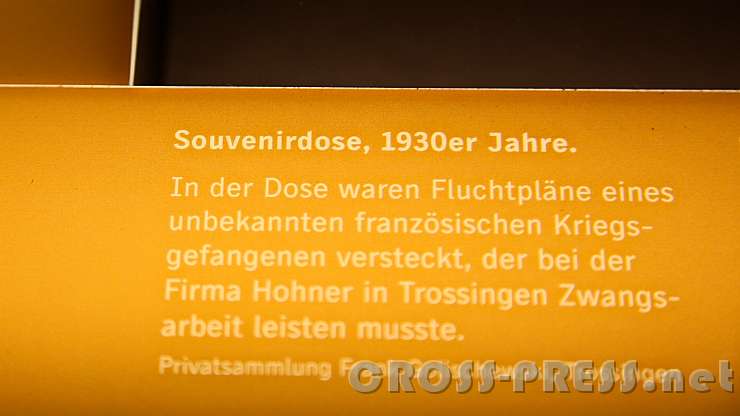 Souvenirdose, 1930er Jahre.
In der Dose waren Fluchtpläne eines
unbekannten französischen Kriegs-
gefangenen versteckt, der bei der
Firma Hohner in Trossingen Zwangs-
arbeit leisten musste.
Privatsammlung Trossingen
CROSS-PRESS.net